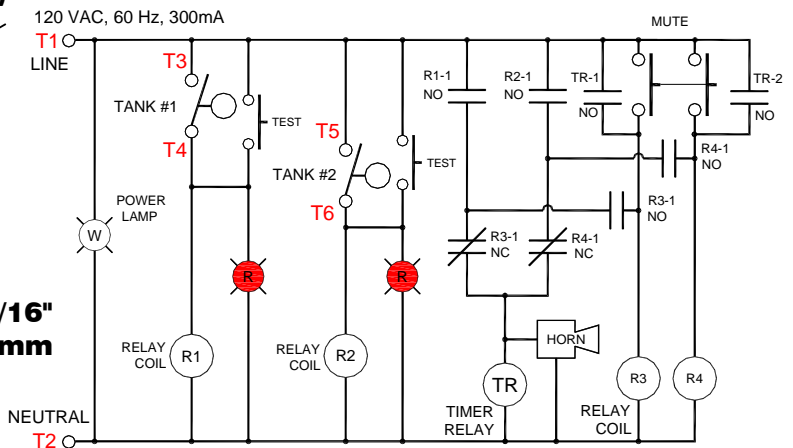 120 VAC, 60 Hz, 300mA
T1
LINE
T3
TANK #1
T4
TEST
T5
TANK #2
T6
TEST
POWER
LAMP
W
R
R
/16"
mm
RELAY
COIL
R1
RELAY
COIL
R2
MUTE
R1-1
NO
R2-1
NO
TR-1
NO
TR-2
NO
R4-1
NO
R3-1
NO
R3-1
NC
R4-1
NC
HORN
TR
TIMER
RELAY
R3
RELAY
COIL
R4
NEUTRAL
T2